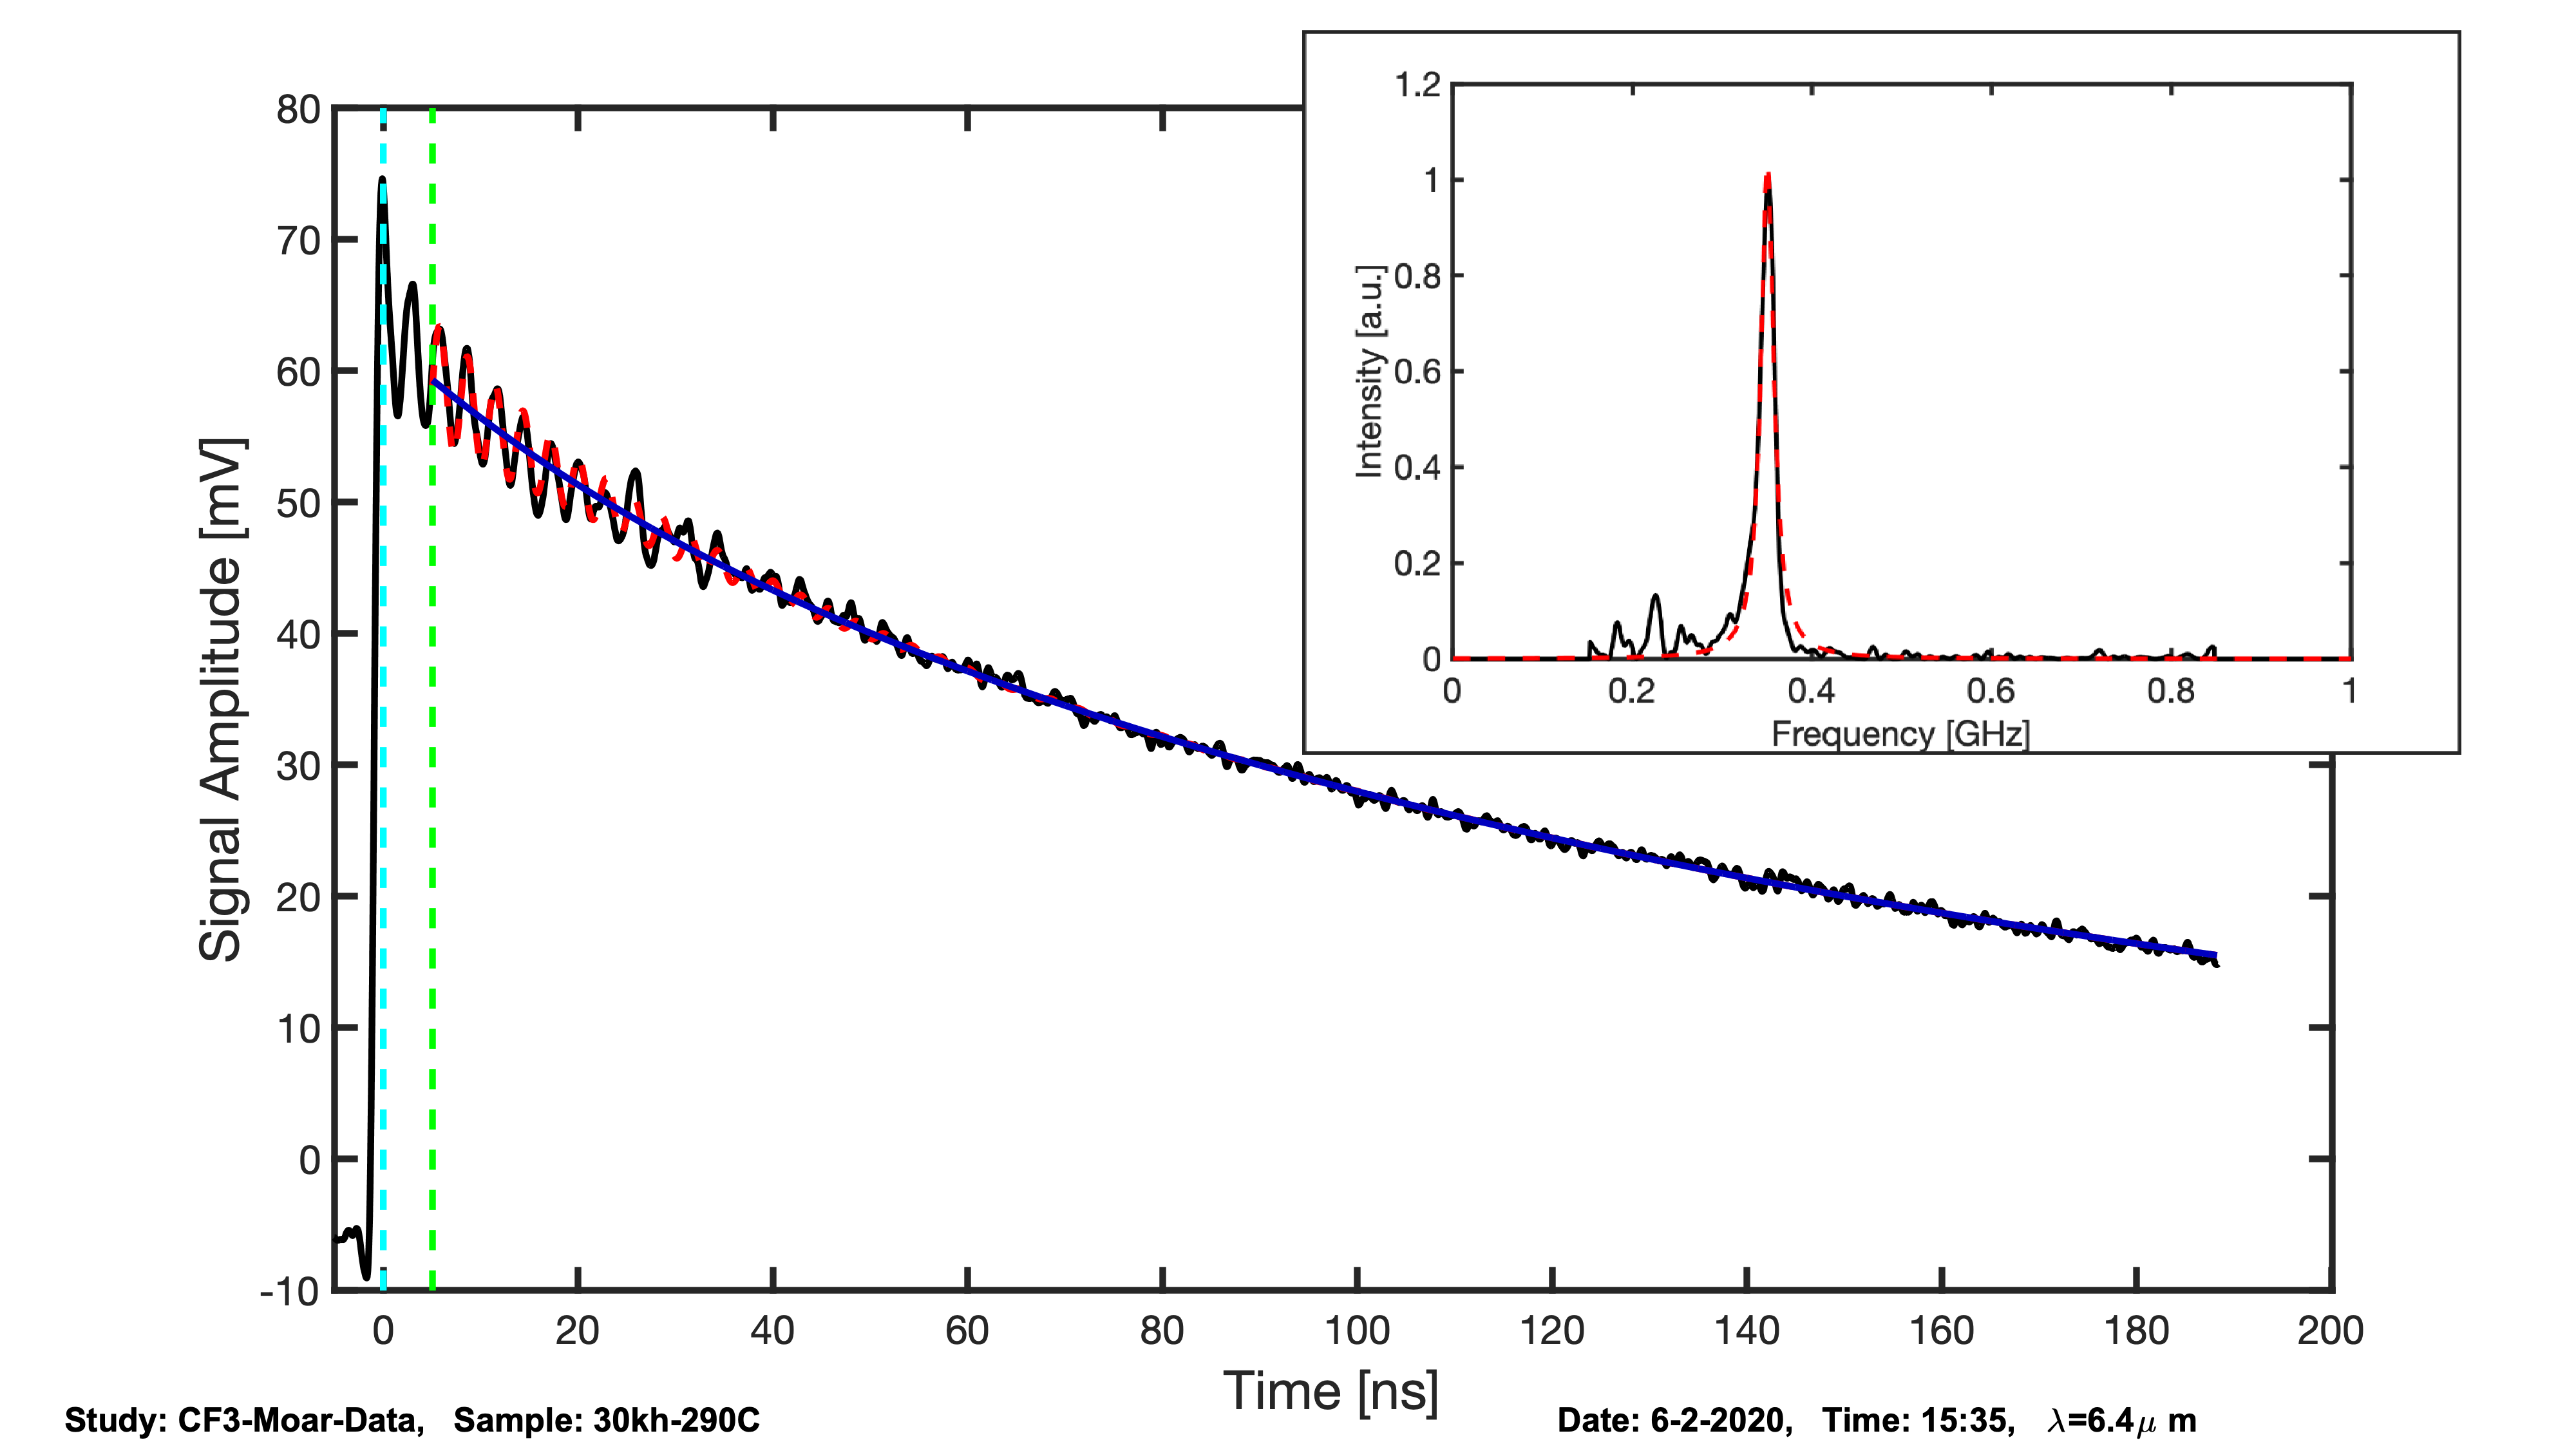 1.2
1
0.8
0.6
0.4
0.2
0
Intensity [a.u.]
0 0.2 0.4 0.6 0.8 1
Frequency [GHz]
80
70
60
50
40
30
20
10
0
-10
Signal Amplitude [mV]
0 20 40 60 80 100 120 140 160 180 200
Time [ns]
Study: CF3-Moar-Data, Sample: 30kh-290C
Date: 6-2-2020, Time: 15:35, λ=6.4μ m